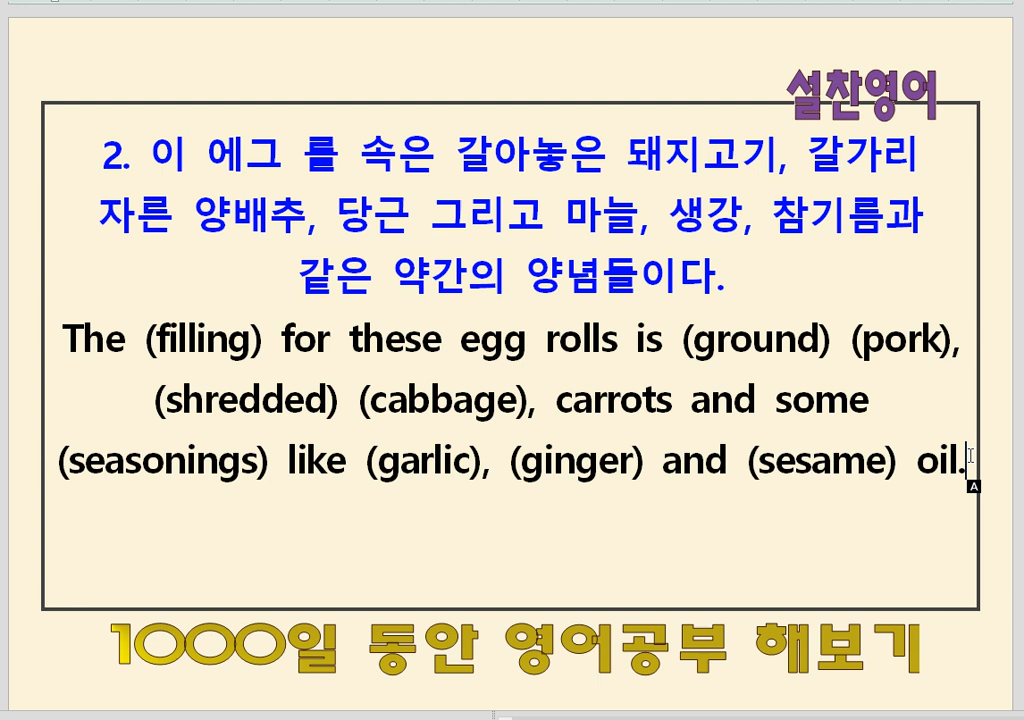 설찬영어
2. 이 에그 를 속은 갈아놓은 돼지고기, 갈가리
자른 양배추, 당근 그리고 마늘, 생강, 참기름과
같은 약간의 양념들이다.
The (filling) for these egg rolls is (ground) (pork),
(shredded) (cabbage), carrots and some
(seasonings) like (garlic), (ginger) and (sesame) oil.
A
1000일 동안 영어공부 해보기